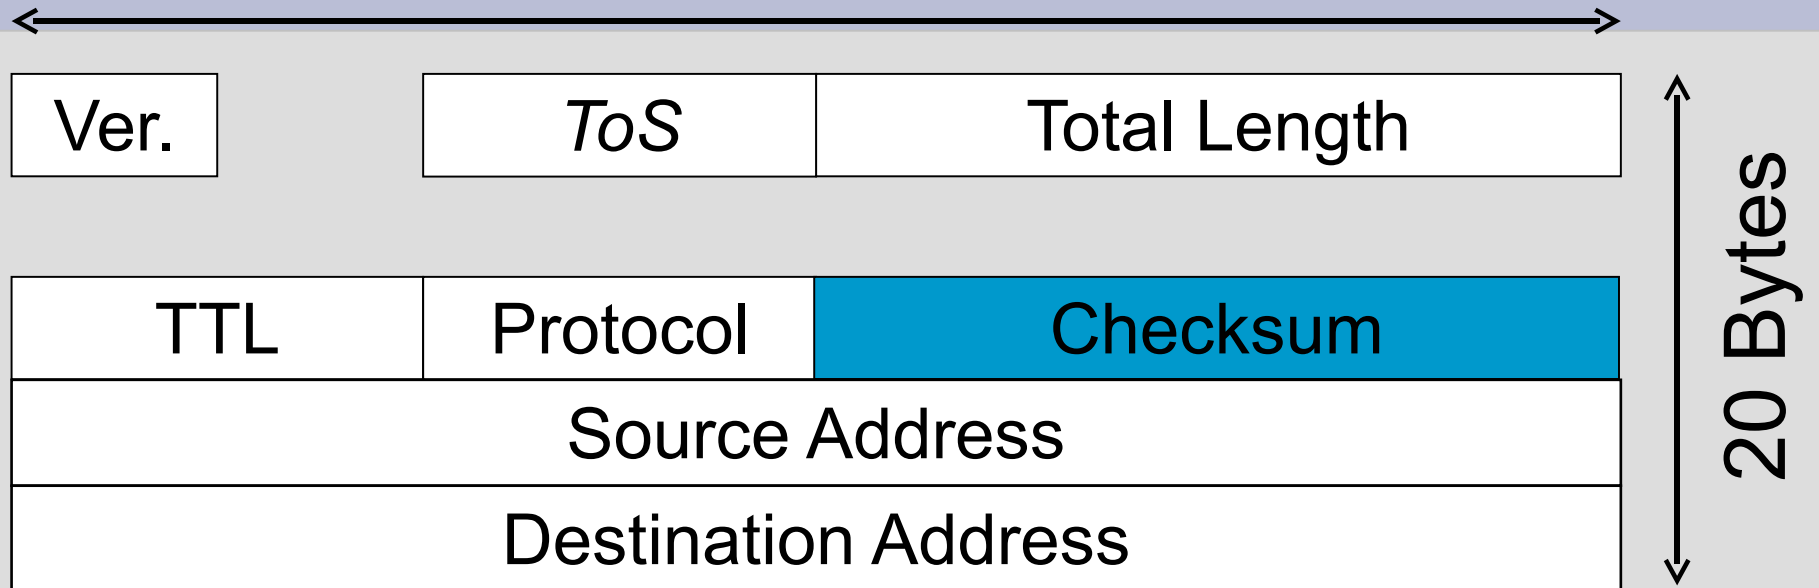 Ver. ToS Total Length
TTL Protocol Checksum
Source Address
Destination Address
20 Bytes